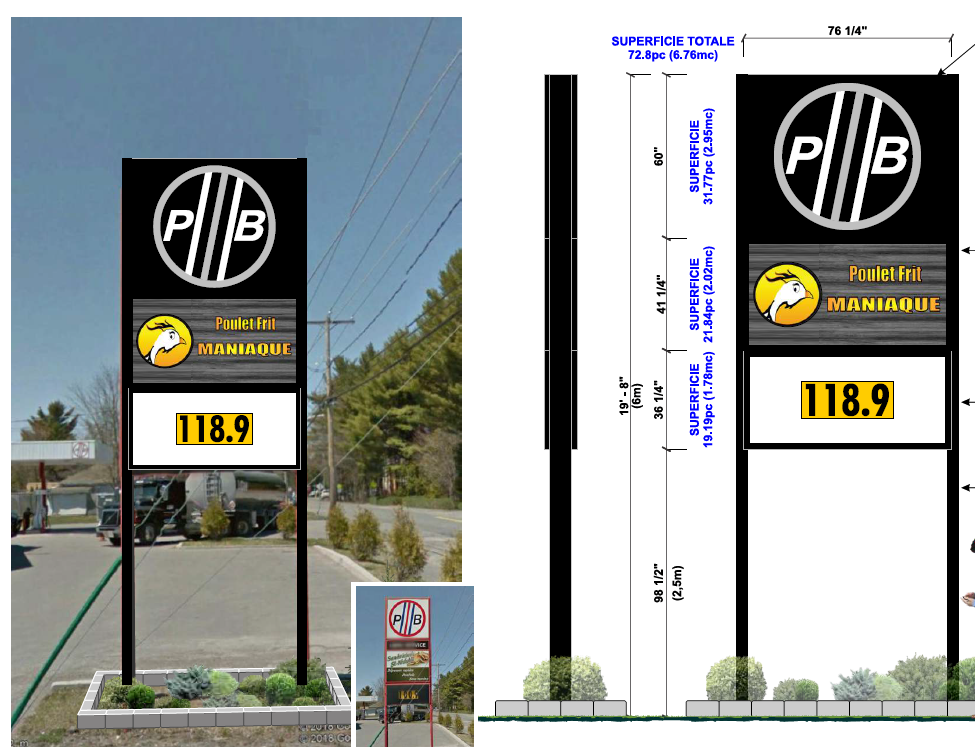 P B
Poulet Frit
MANIAQUE
118.9
P B
© 2018 Go
SUPERFICIE TOTALE
72.8pc (6.76mc)
76 1/4"
60"
SUPERFICIE
31.77pc (2.95mc)
P B
41 1/4"
SUPERFICIE
21.84pc (2.02mc)
Poulet Frit
MANIAQUE
19' - 8"
(6m)
36 1/4"
SUPERFICIE
19.19pc (1.78mc)
118.9
98 1/2"
(2,5m)